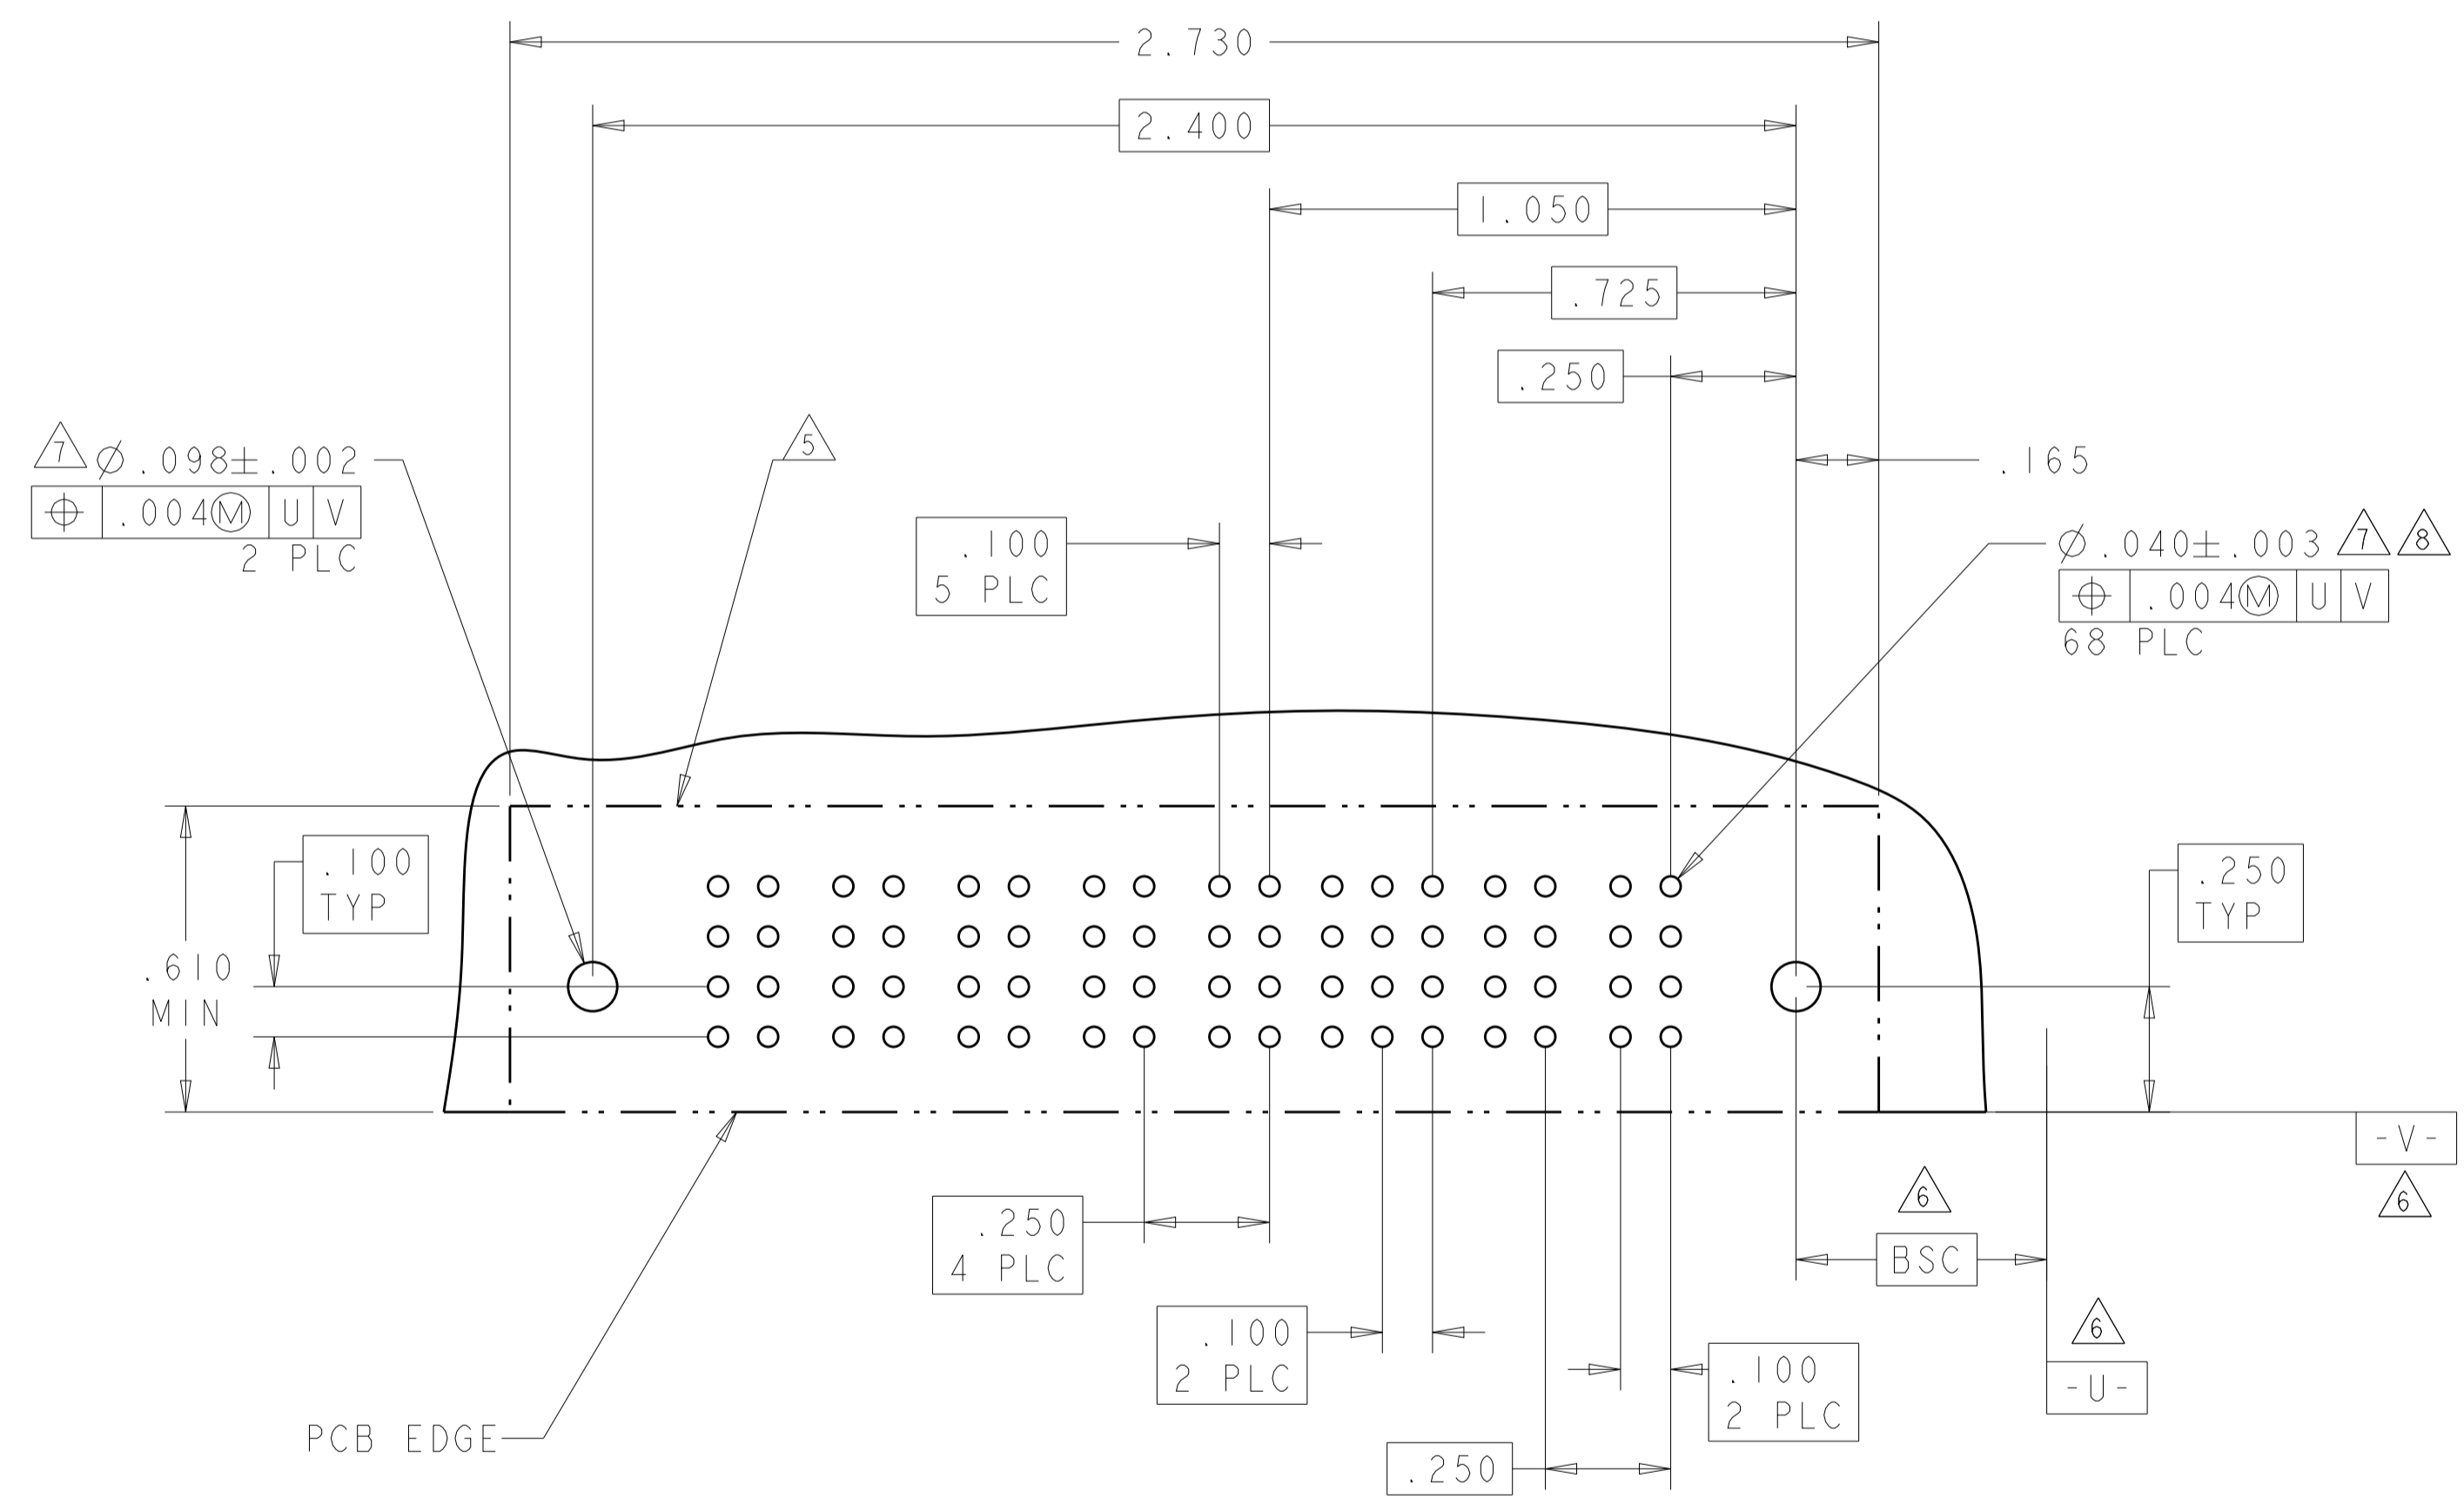 2.730
2.400
1.050
.725
.250
.165
7 ⌀.098±.002
⌖ .004Ⓜ U V
2 PLC
5
.100
5 PLC
⌀.040±.003 7 8
⌖ .004Ⓜ U V
68 PLC
.100
TYP
.250
TYP
.610
MIN
-V-
6
6
BSC
.250
4 PLC
6
-U-
.100
2 PLC
.100
2 PLC
PCB EDGE
.250